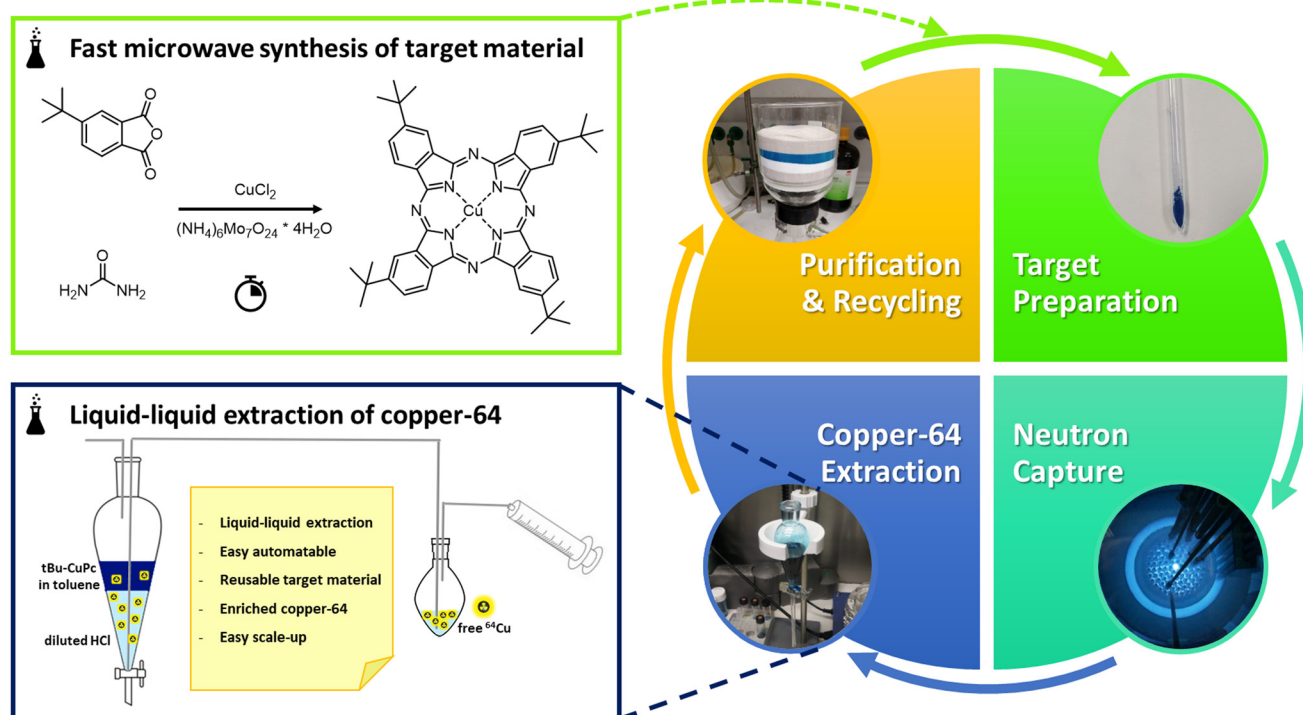 Fast microwave synthesis of target material
O
O
O
CuCl₂
(NH₄)₆Mo₇O₂₄ * 4H₂O
O
H₂N NH₂
N
N N
N Cu N
N N
N
Purification
& Recycling
Target
Preparation
Liquid-liquid extraction of copper-64
tBu-CuPc
in toluene
diluted HCl
- Liquid-liquid extraction
- Easy automatable
- Reusable target material
- Enriched copper-64
- Easy scale-up
free ⁶⁴Cu
Copper-64
Extraction
Neutron
Capture